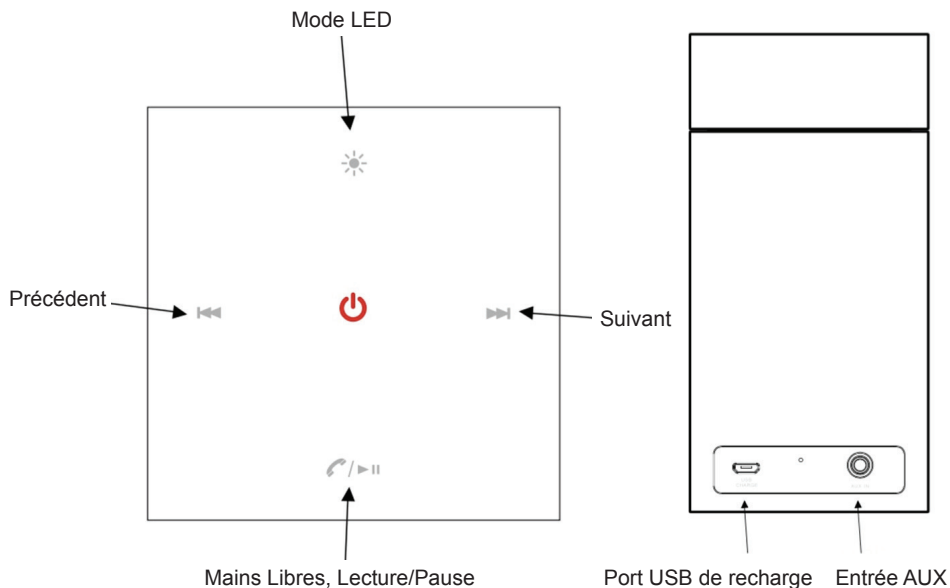 Mode LED
Précédent
Suivant
Mains Libres, Lecture/Pause
Port USB de recharge
Entrée AUX